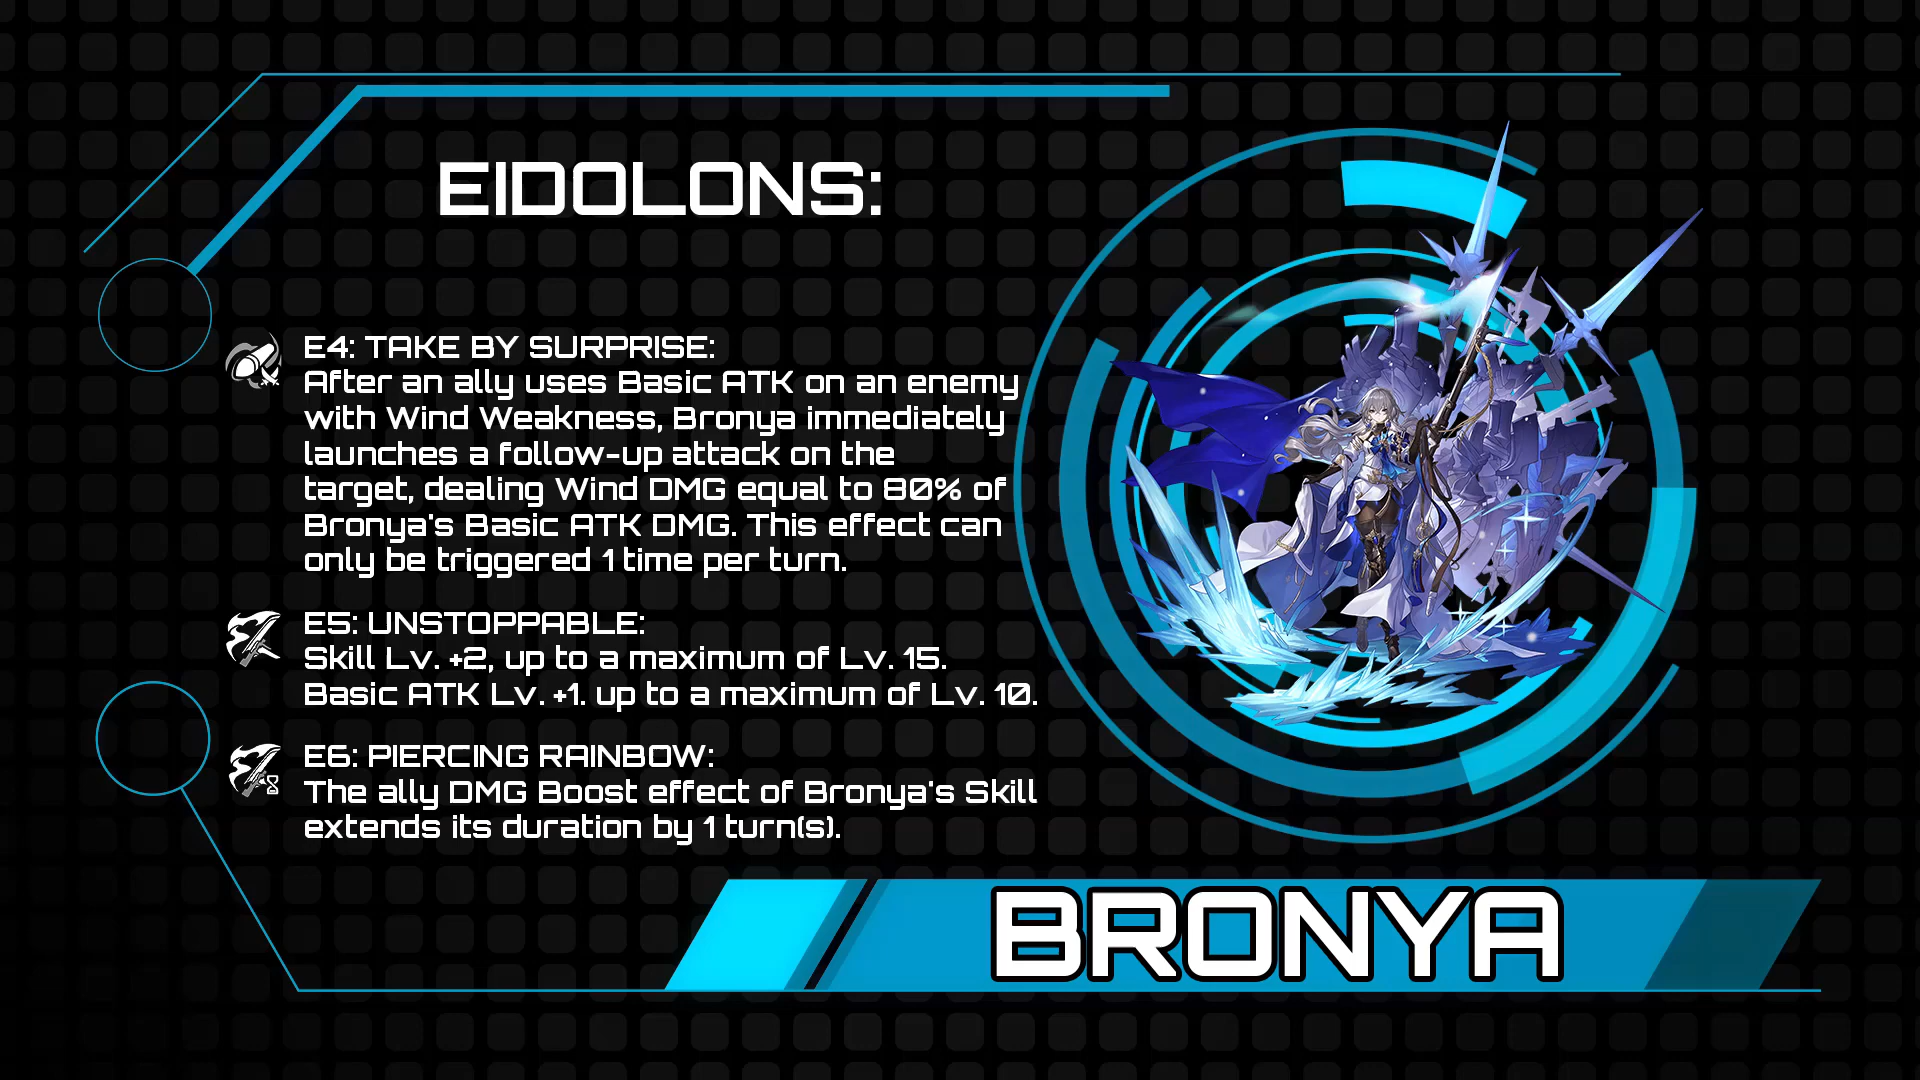 EIDOLONS:
E4: TAKE BY SURPRISE:
After an ally uses Basic ATK on an enemy
with Wind Weakness, Bronya immediately
launches a follow-up attack on the
target, dealing Wind DMG equal to 80% of
Bronya's Basic ATK DMG. This effect can
only be triggered 1 time per turn.
E5: UNSTOPPABLE:
Skill Lv. +2, up to a maximum of Lv. 15.
Basic ATK Lv. +1. up to a maximum of Lv. 10.
E6: PIERCING RAINBOW:
The ally DMG Boost effect of Bronya's Skill
extends its duration by 1 turn(s).
BRONYA